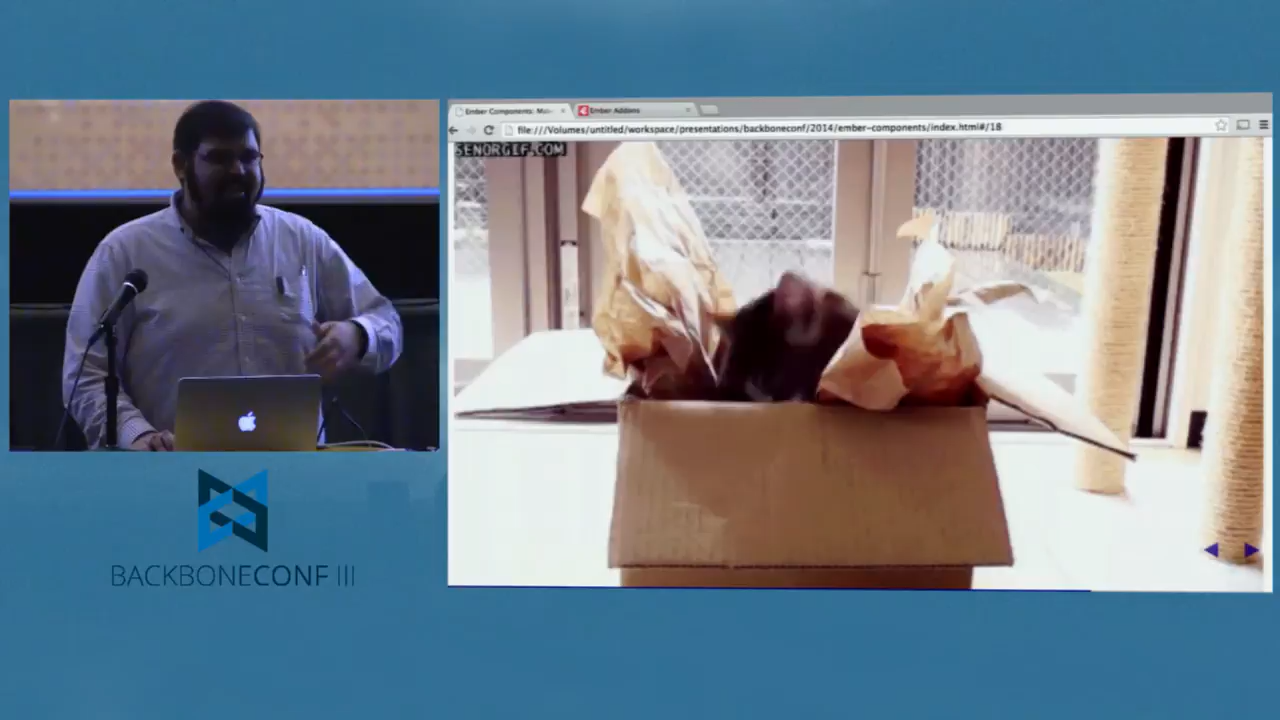 Ember Components: Mak
Ember Addons
file:///Volumes/untitled/workspace/presentations/backboneconf/2014/ember-components/index.html#/18
SENORGIF.COM
BACKBONECONF III